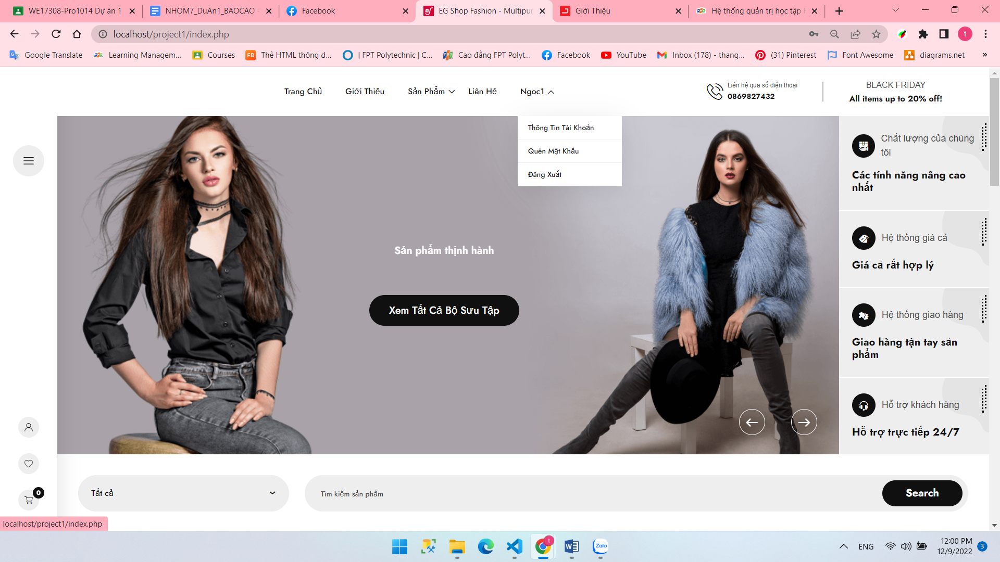 WE17308-Pro1014 Dự án 1
NHOM7_DuAn1_BAOCAO -
Facebook
EG Shop Fashion - Multipur
Giới Thiệu
Hệ thống quản trị học tập F
localhost/project1/index.php
t
Google Translate
Learning Managem...
Courses
F8
Thẻ HTML thông d...
| FPT Polytechnic | C...
Cao đẳng FPT Polyt...
Facebook
YouTube
Inbox (178) - thang...
(31) Pinterest
Font Awesome
diagrams.net
»
Trang Chủ
Giới Thiệu
Sản Phẩm
Liên Hệ
Ngoc1
Liên hệ qua số điện thoại
0869827432
BLACK FRIDAY
All items up to 20% off!
Thông Tin Tài Khoản
Quên Mật Khẩu
Đăng Xuất
Sản phẩm thịnh hành
Xem Tất Cả Bộ Sưu Tập
Chất lượng của chúng
tôi
Các tính năng nâng cao
nhất
Hệ thống giá cả
Giá cả rất hợp lý
Hệ thống giao hàng
Giao hàng tận tay sản
phẩm
Hỗ trợ khách hàng
Hỗ trợ trực tiếp 24/7
0
Tất cả
Tìm kiếm sản phẩm
Search
localhost/project1/index.php
t
Zalo
ENG
12:00 PM
12/9/2022
3